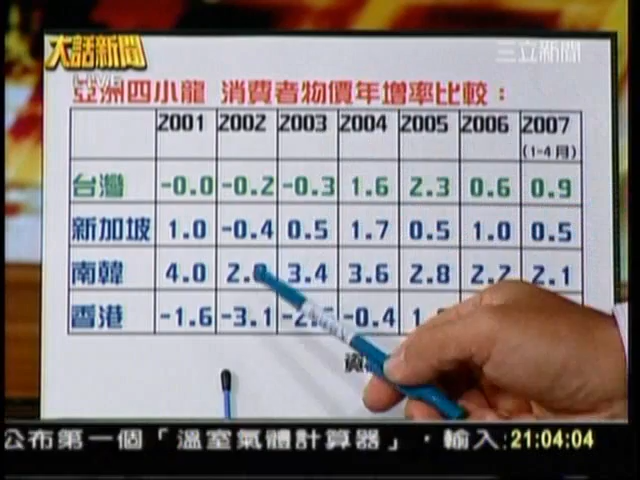 大話新聞
三立新聞
LIVE
亞洲四小龍 消費者物價年增率比較：
2001 2002 2003 2004 2005 2006 2007
(1-4月)
台灣 -0.0 -0.2 -0.3 1.6 2.3 0.6 0.9
新加坡 1.0 -0.4 0.5 1.7 0.5 1.0 0.5
南韓 4.0 3.4 3.6 2.8 2.2 2.1
香港 -1.6 -3.1 -0.4
資
公布第一個「溫室氣體計算器」，輸入: 21:04:04